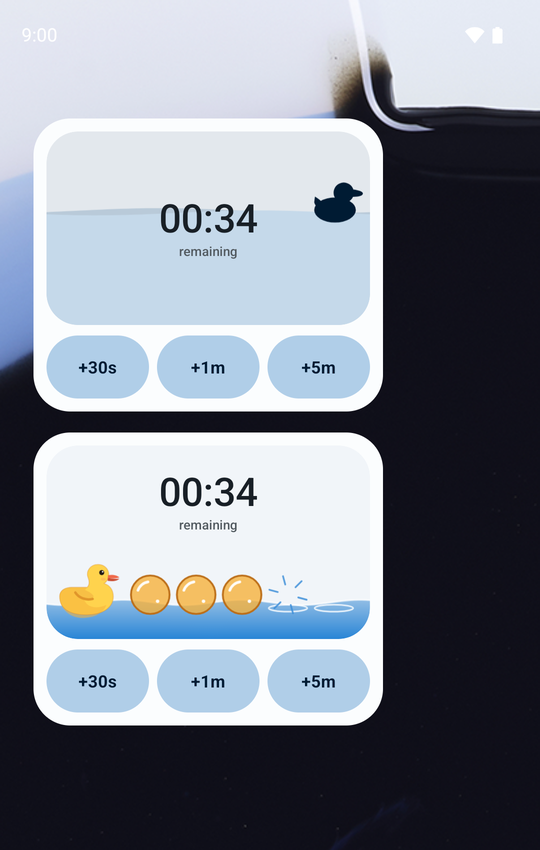 9:00
00:34
remaining
+30s
+1m
+5m
00:34
remaining
+30s
+1m
+5m